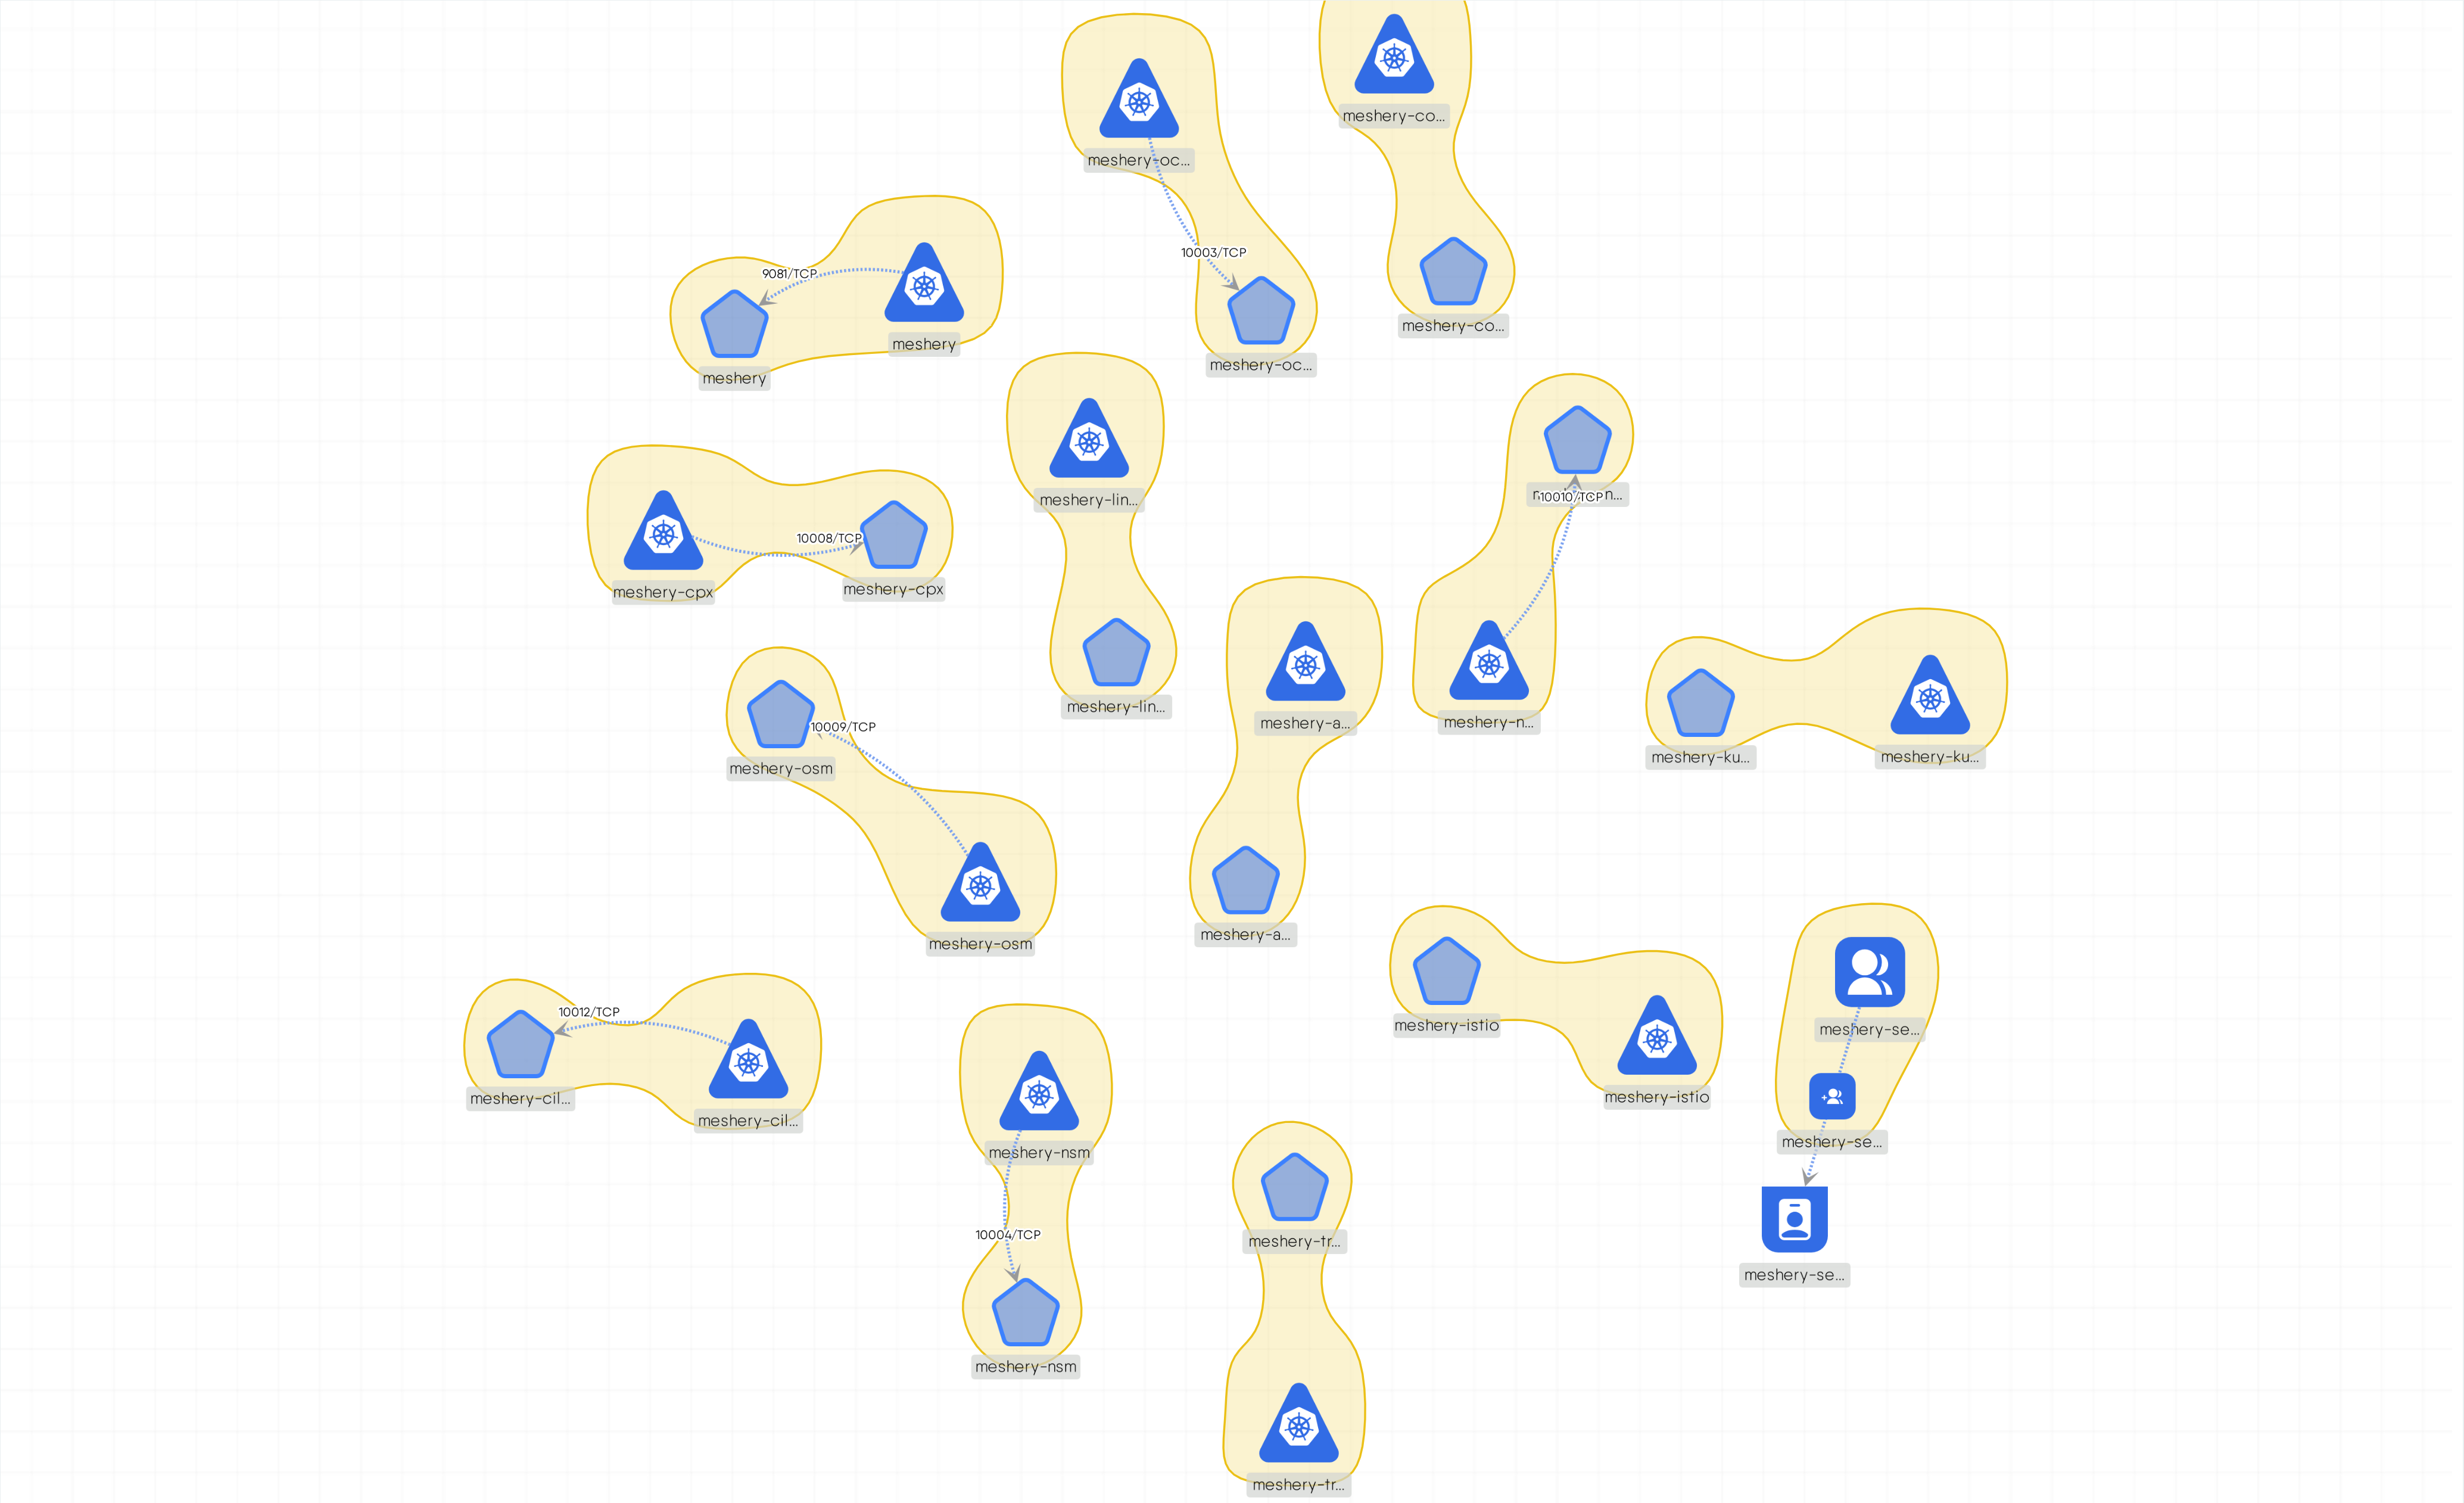 meshery-co...
meshery-oc...
10003/TCP
9081/TCP
meshery-co...
meshery
meshery-oc...
meshery
meshery-lin...
10010/TCP
10008/TCP
meshery-cpx
meshery-cpx
meshery-lin...
meshery-a...
meshery-n...
10009/TCP
meshery-ku...
meshery-ku...
meshery-osm
meshery-a...
meshery-osm
10012/TCP
meshery-istio
meshery-se...
meshery-cil...
meshery-istio
meshery-cil...
meshery-se...
meshery-nsm
10004/TCP
meshery-tr...
meshery-se...
meshery-nsm
meshery-tr...